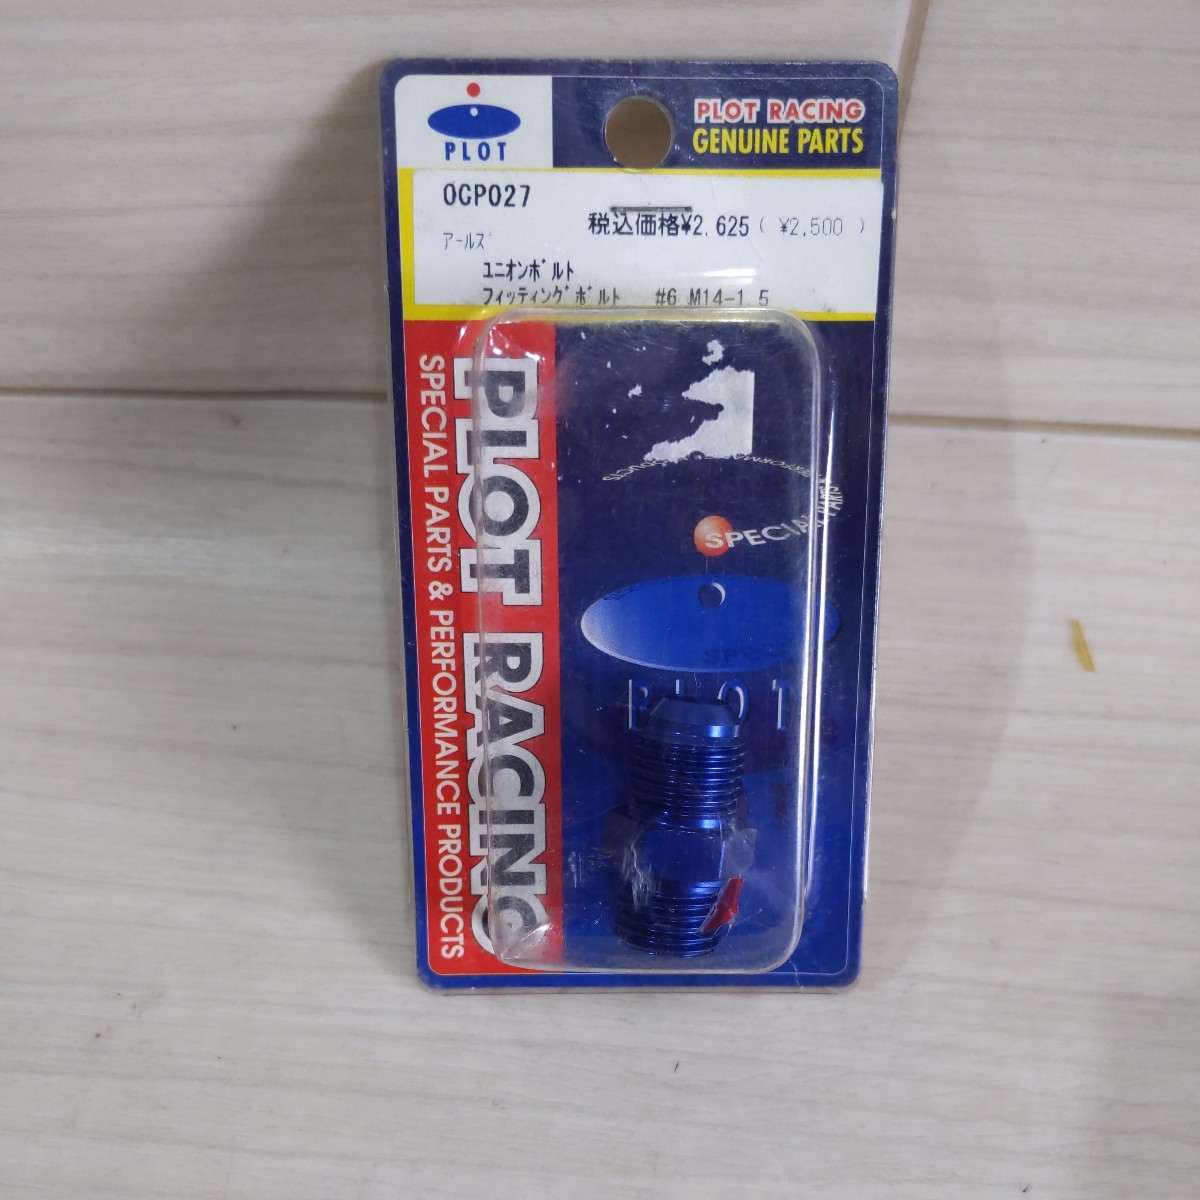 PLOT
PLOT RACING
GENUINE PARTS
OCP027
税込価格¥2,625 ( ¥2,500 )
ｱｰﾙｽﾞ
ﾕﾆｵﾝﾎﾞﾙﾄ
ﾌｨｯﾃｨﾝｸﾞﾎﾞﾙﾄ #6 M14-1.5
PLOT RACING
SPECIAL PARTS & PERFORMANCE PRODUCTS
SPECIAL PARTS
PLOT